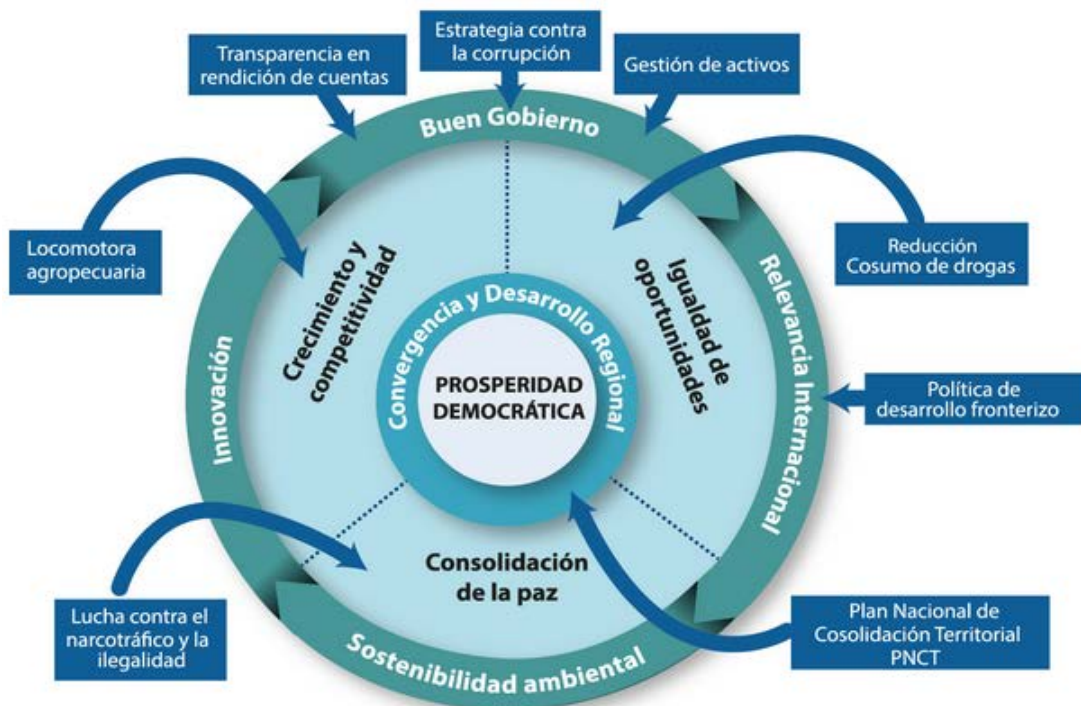 Estrategia contra
la corrupción
Transparencia en
rendición de cuentas
Gestión de activos
Buen Gobierno
Locomotora
agropecuaria
Reducción
Cosumo de drogas
Crecimiento y
competitividad
Igualdad de
oportunidades
Relevancia Internacional
Innovación
Convergencia y Desarrollo Regional
PROSPERIDAD
DEMOCRÁTICA
Política de
desarrollo fronterizo
Consolidación
de la paz
Lucha contra el
narcotráfico y la
ilegalidad
Sostenibilidad ambiental
Plan Nacional de
Cosolidación Territorial
PNCT